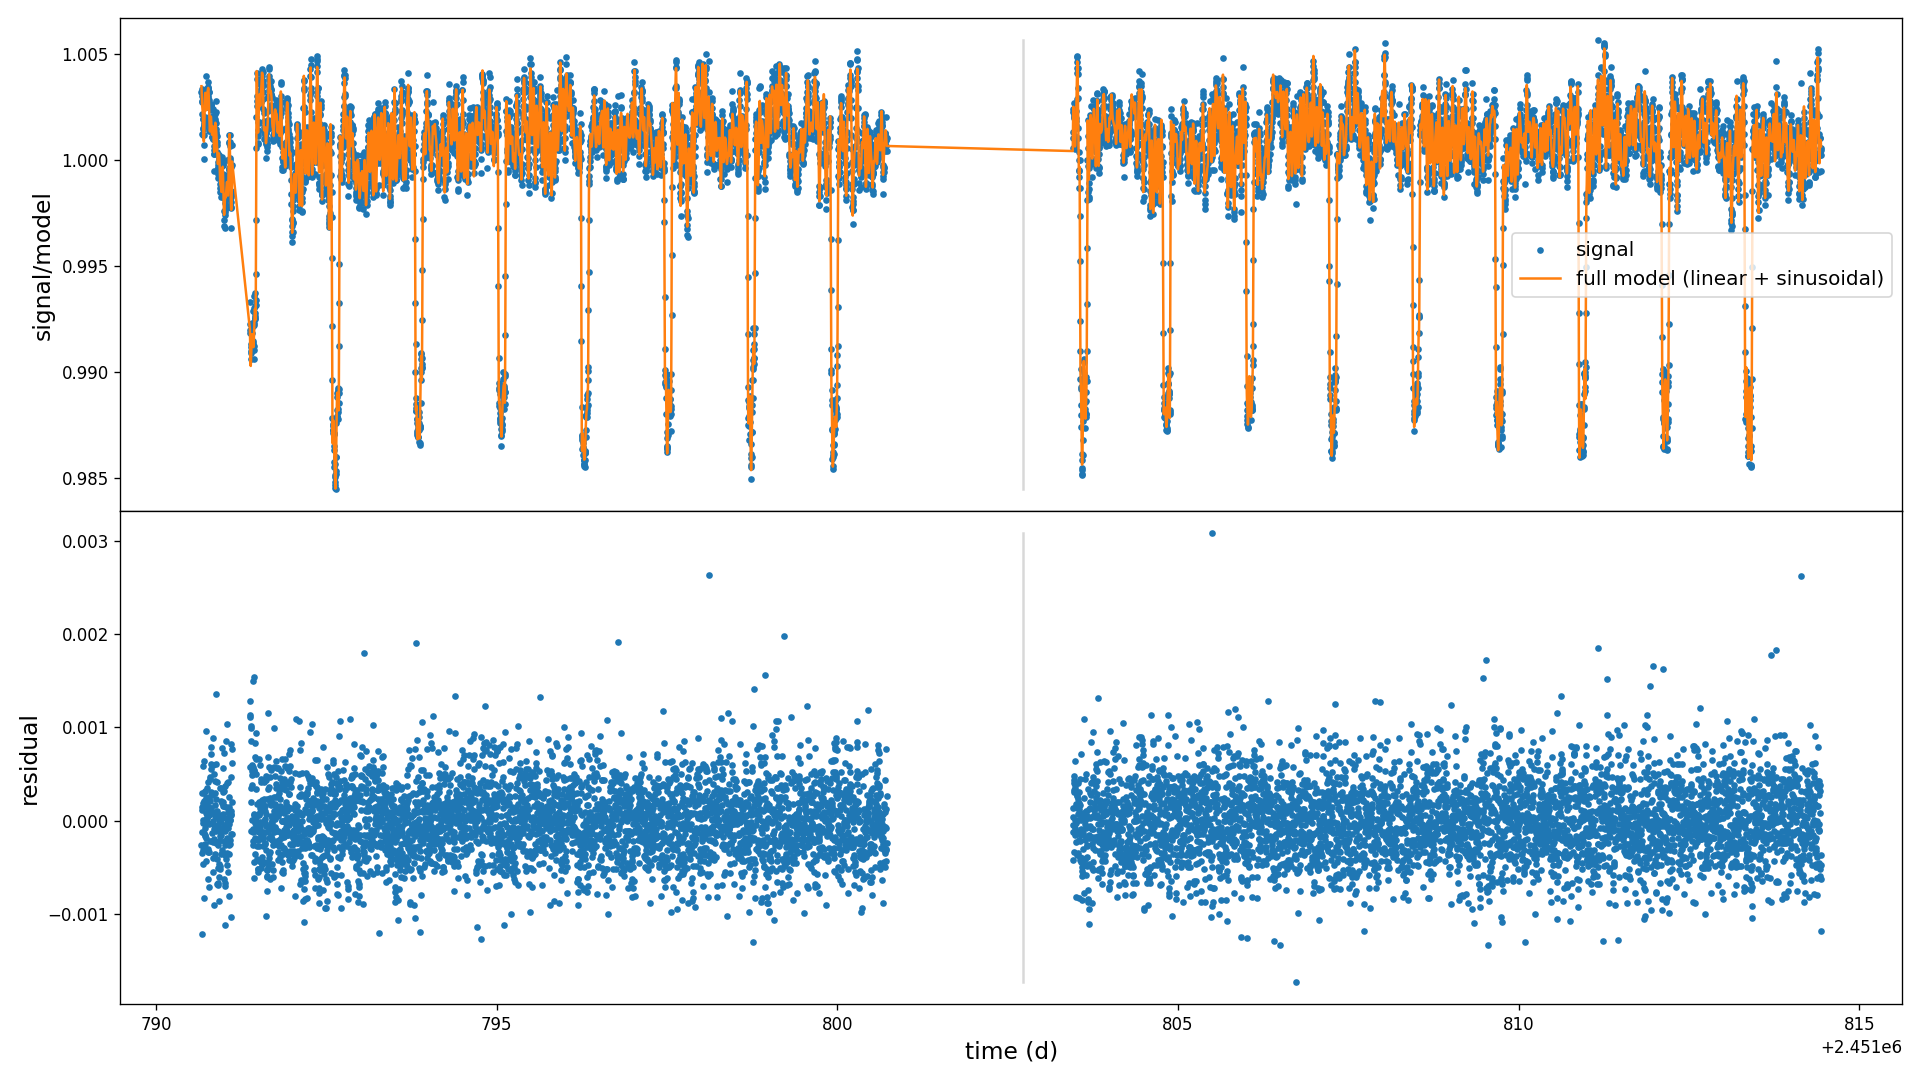 1.005
1.000
0.995
0.990
0.985
signal/model
signal
full model (linear + sinusoidal)
0.003
0.002
0.001
0.000
−0.001
residual
790
795
800
805
810
815
time (d)
+2.451e6